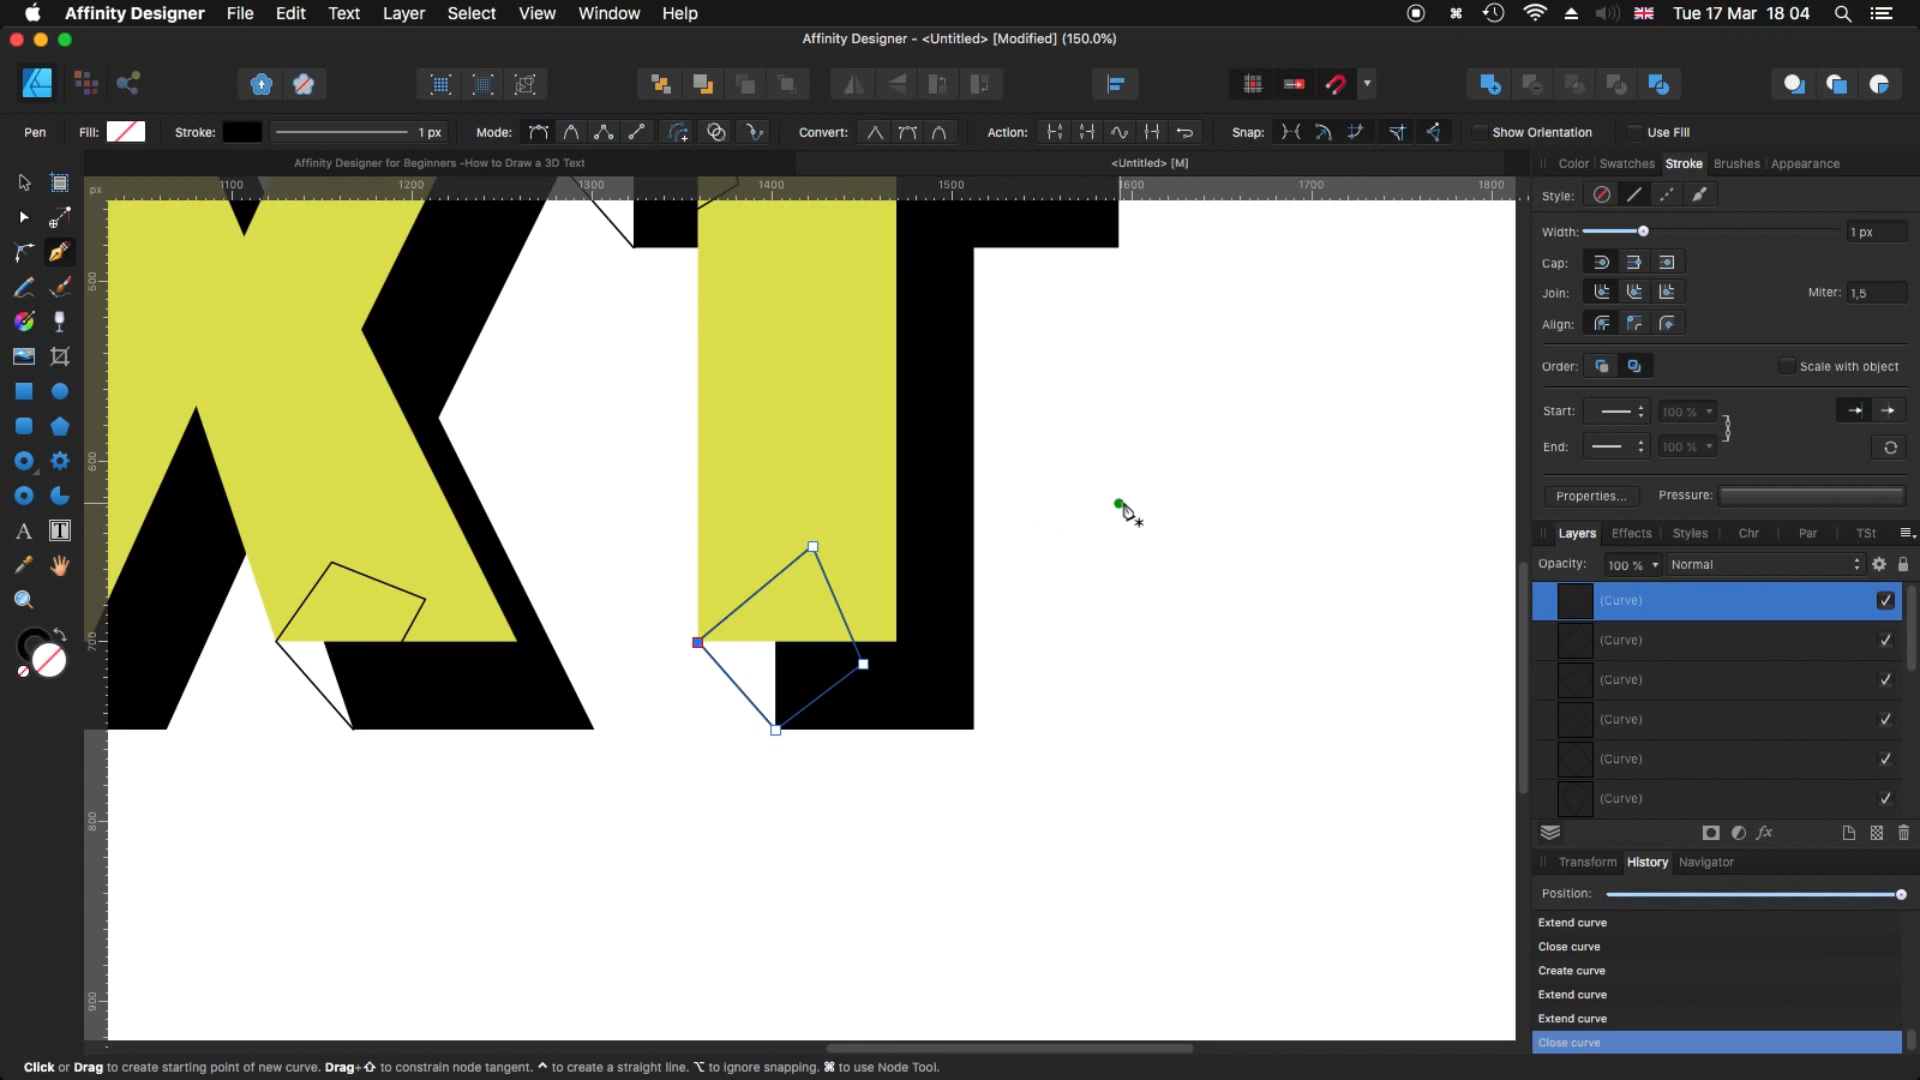 Affinity Designer File Edit Text Layer Select View Window Help Tue 17 Mar 18 04
Affinity Designer - <Untitled> [Modified] (150.0%)
Pen Fill: Stroke: 1 px Mode: Convert: Action: Snap: Show Orientation Use Fill
Affinity Designer for Beginners -How to Draw a 3D Text <Untitled> [M]
Color Swatches Stroke Brushes Appearance
px 1100 1200 1300 1400 1500 1600 1700 1800
Style:
Width: 1 px
Cap:
500
Join: Miter: 1,5
Align:
Order: Scale with object
Start: 100 %
End: 100 %
600
Properties... Pressure:
Layers Effects Styles Chr Par TSt
Opacity: 100 % Normal
(Curve)
(Curve)
700
(Curve)
(Curve)
(Curve)
(Curve)
800
Transform History Navigator
Position:
Extend curve
Close curve
Create curve
Extend curve
900
Extend curve
Close curve
Click or Drag to create starting point of new curve. Drag+⇧ to constrain node tangent. ⌃ to create a straight line. ⌥ to ignore snapping. ⌘ to use Node Tool.